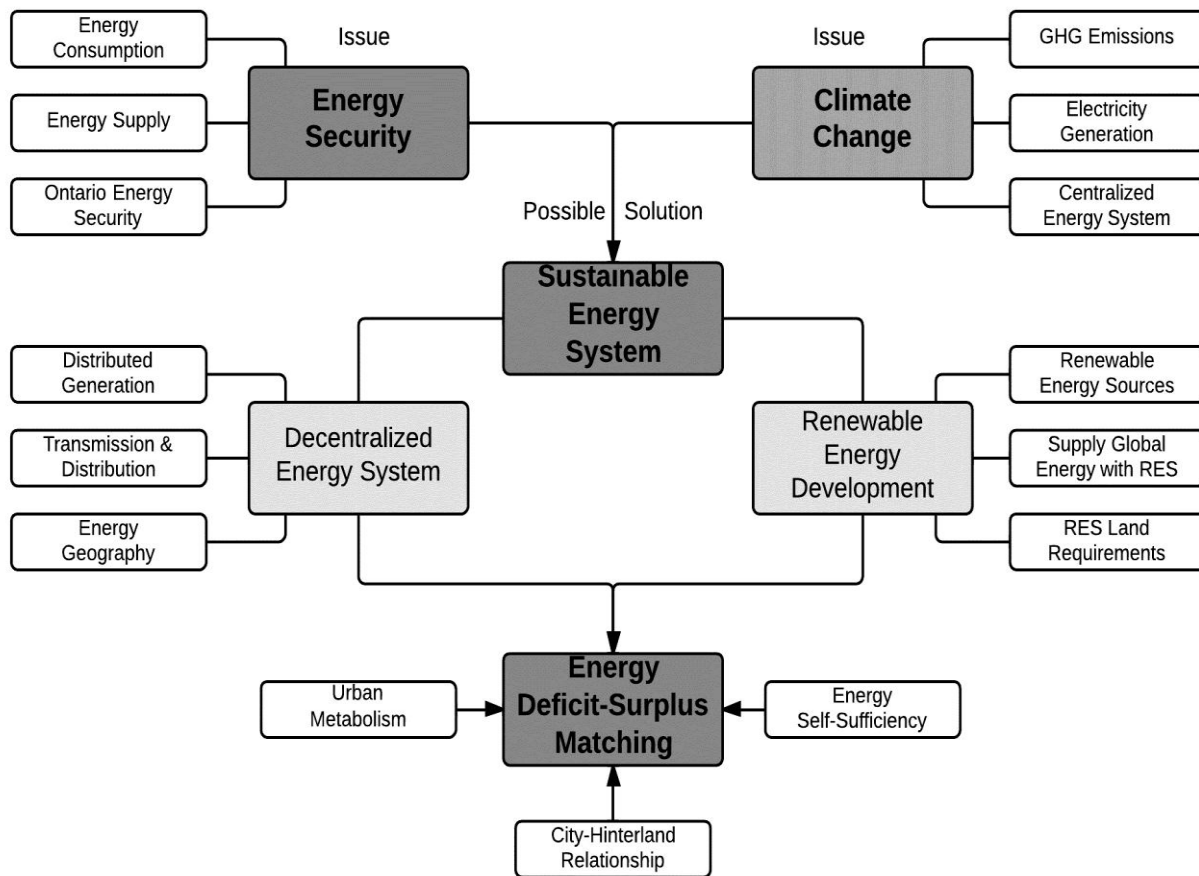 Energy
Consumption
Issue
Issue
GHG Emissions
Energy
Security
Climate
Change
Energy Supply
Electricity
Generation
Ontario Energy
Security
Centralized
Energy System
Possible
Solution
Sustainable
Energy
System
Distributed
Generation
Renewable
Energy Sources
Decentralized
Energy System
Renewable
Energy
Development
Transmission &
Distribution
Supply Global
Energy with RES
Energy
Geography
RES Land
Requirements
Urban
Metabolism
Energy
Deficit-Surplus
Matching
Energy
Self-Sufficiency
City-Hinterland
Relationship